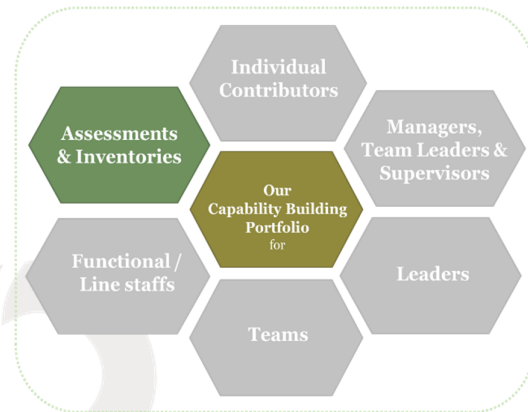 Individual
Contributors
Assessments
& Inventories
Managers,
Team Leaders &
Supervisors
Our
Capability Building
Portfolio
for
Functional /
Line staffs
Leaders
Teams